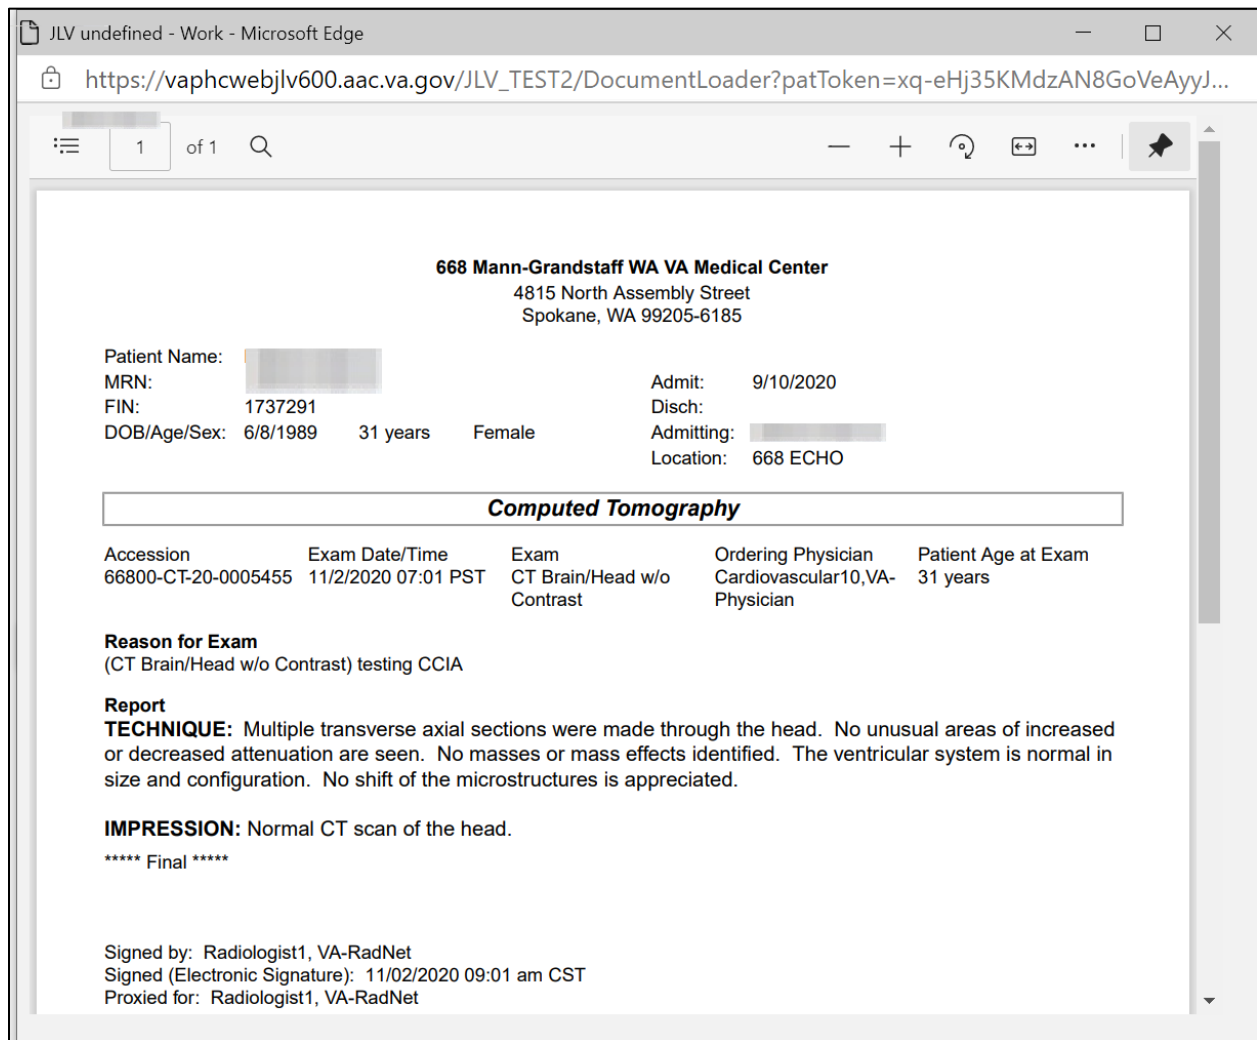 JLV undefined - Work - Microsoft Edge
https://vaphcwebjlv600.aac.va.gov/JLV_TEST2/DocumentLoader?patToken=xq-eHj35KMdzAN8GoVeAyyJ...
1 of 1
668 Mann-Grandstaff WA VA Medical Center
4815 North Assembly Street
Spokane, WA 99205-6185
Patient Name:
MRN:
Admit: 9/10/2020
FIN: 1737291
Disch:
DOB/Age/Sex: 6/8/1989 31 years Female
Admitting:
Location: 668 ECHO
Computed Tomography
Accession Exam Date/Time Exam Ordering Physician Patient Age at Exam
66800-CT-20-0005455 11/2/2020 07:01 PST CT Brain/Head w/o Cardiovascular10,VA- 31 years
Contrast Physician
Reason for Exam
(CT Brain/Head w/o Contrast) testing CCIA
Report
TECHNIQUE: Multiple transverse axial sections were made through the head. No unusual areas of increased
or decreased attenuation are seen. No masses or mass effects identified. The ventricular system is normal in
size and configuration. No shift of the microstructures is appreciated.
IMPRESSION: Normal CT scan of the head.
***** Final *****
Signed by: Radiologist1, VA-RadNet
Signed (Electronic Signature): 11/02/2020 09:01 am CST
Proxied for: Radiologist1, VA-RadNet